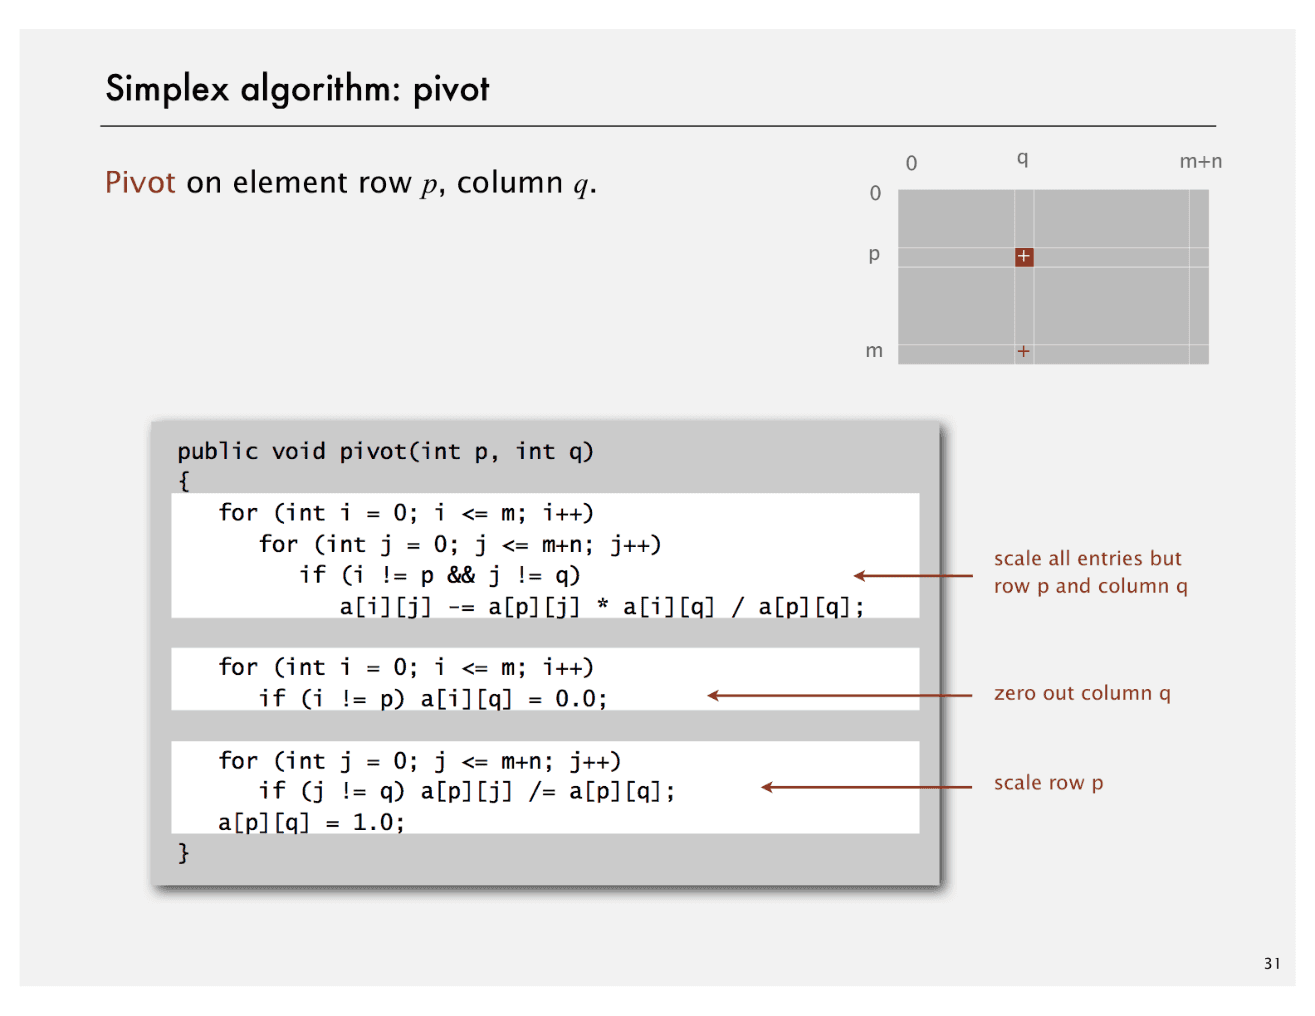 Simplex algorithm: pivot
Pivot on element row p, column q.
0 q m+n
0
p
+
m
+
public void pivot(int p, int q)
{
for (int i = 0; i <= m; i++)
for (int j = 0; j <= m+n; j++)
if (i != p && j != q)
a[i][j] -= a[p][j] * a[i][q] / a[p][q];
scale all entries but
row p and column q
for (int i = 0; i <= m; i++)
if (i != p) a[i][q] = 0.0;
zero out column q
for (int j = 0; j <= m+n; j++)
if (j != q) a[p][j] /= a[p][q];
a[p][q] = 1.0;
scale row p
}
31